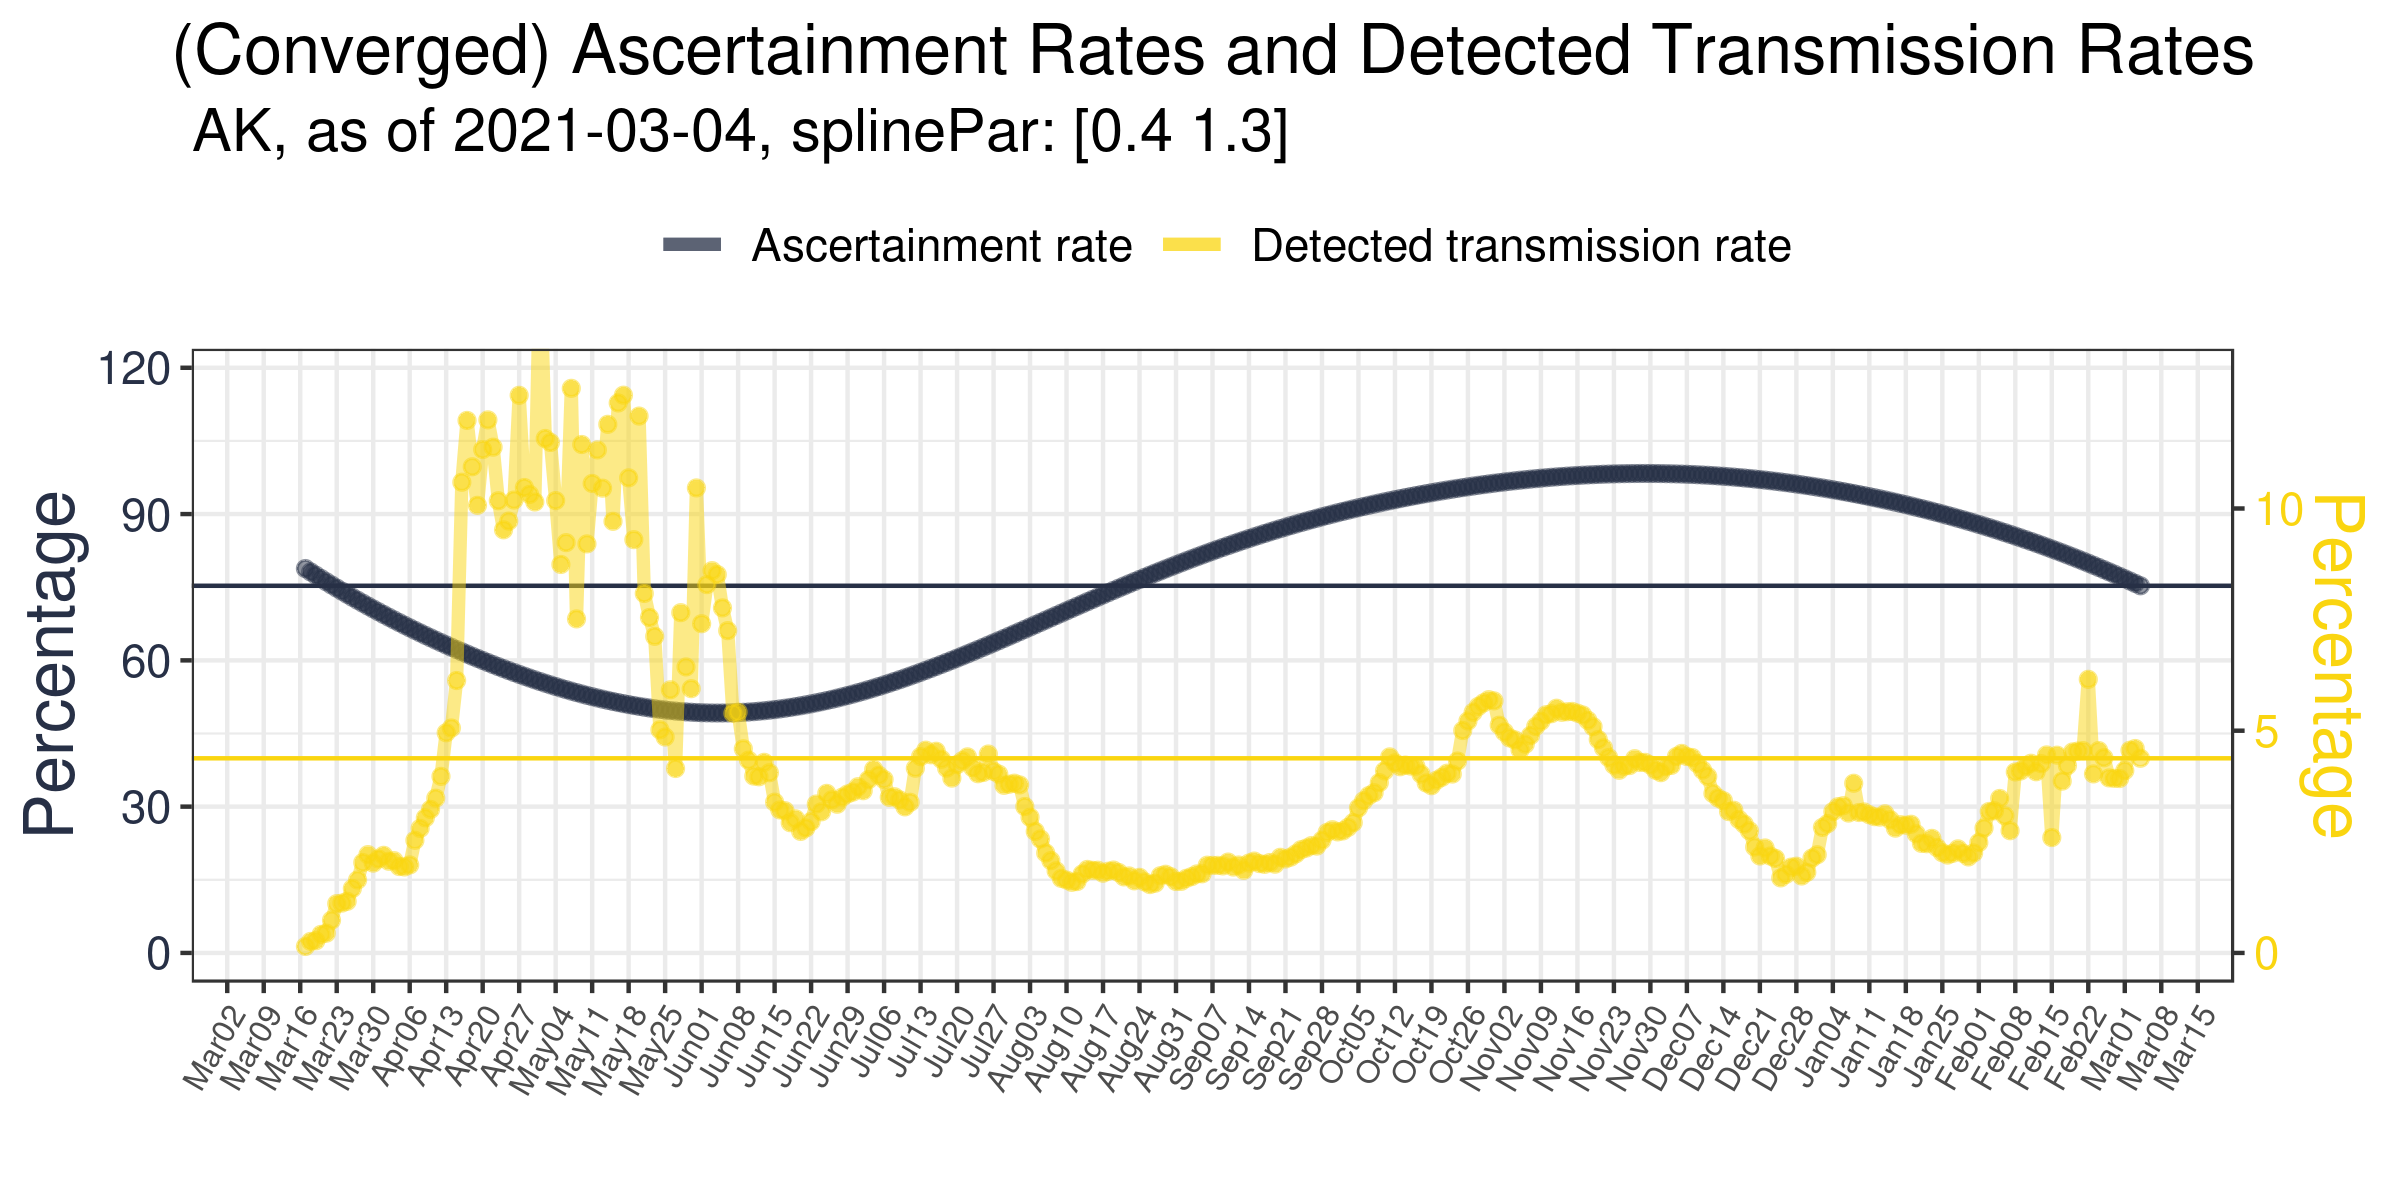 (Converged) Ascertainment Rates and Detected Transmission Rates
AK, as of 2021-03-04, splinePar: [0.4 1.3]
Ascertainment rate
Detected transmission rate
Percentage
120
90
60
30
0
10
5
0
Percentage
Mar02
Mar09
Mar16
Mar23
Mar30
Apr06
Apr13
Apr20
Apr27
May04
May11
May18
May25
Jun01
Jun08
Jun15
Jun22
Jun29
Jul06
Jul13
Jul20
Jul27
Aug03
Aug10
Aug17
Aug24
Aug31
Sep07
Sep14
Sep21
Sep28
Oct05
Oct12
Oct19
Oct26
Nov02
Nov09
Nov16
Nov23
Nov30
Dec07
Dec14
Dec21
Dec28
Jan04
Jan11
Jan18
Jan25
Feb01
Feb08
Feb15
Feb22
Mar01
Mar08
Mar15